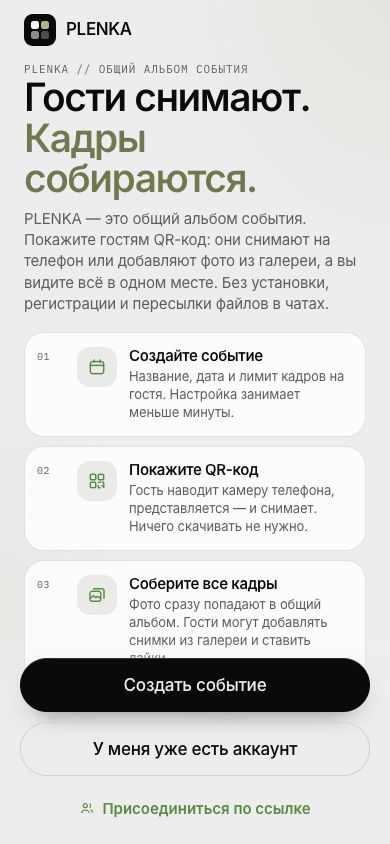 PLENKA
PLENKA // ОБЩИЙ АЛЬБОМ СОБЫТИЯ
Гости снимают.
Кадры
собираются.
PLENKA — это общий альбом события.
Покажите гостям QR-код: они снимают на
телефон или добавляют фото из галереи, а вы
видите всё в одном месте. Без установки,
регистрации и пересылки файлов в чатах.
01
Создайте событие
Название, дата и лимит кадров на
гостя. Настройка занимает
меньше минуты.
02
Покажите QR-код
Гость наводит камеру телефона,
представляется — и снимает.
Ничего скачивать не нужно.
03
Соберите все кадры
Фото сразу попадают в общий
альбом. Гости могут добавлять
снимки из галереи и ставить
лайки.
Создать событие
У меня уже есть аккаунт
Присоединиться по ссылке